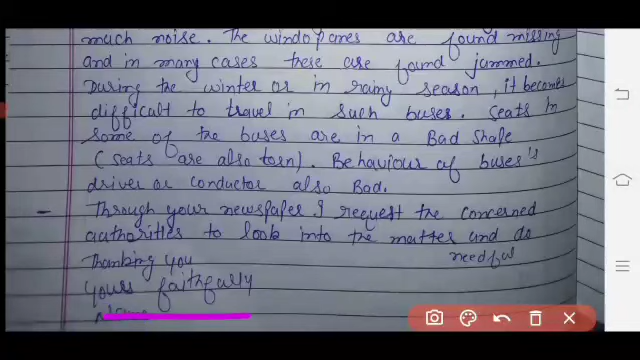 much noise. The windo Panes are found missing
and in many cases these are found jammed.
During the winter or in rainy season, it becomes
difficult to travel in such buses. Seats in
some of the buses are in a Bad Shape
(seats are also torn). Behaviour of buses's
driver or conductor also Bad.
- Through your newspaper I request the concerned
authorities to look into the matter and do
needful
Thanking you
yours faithfully